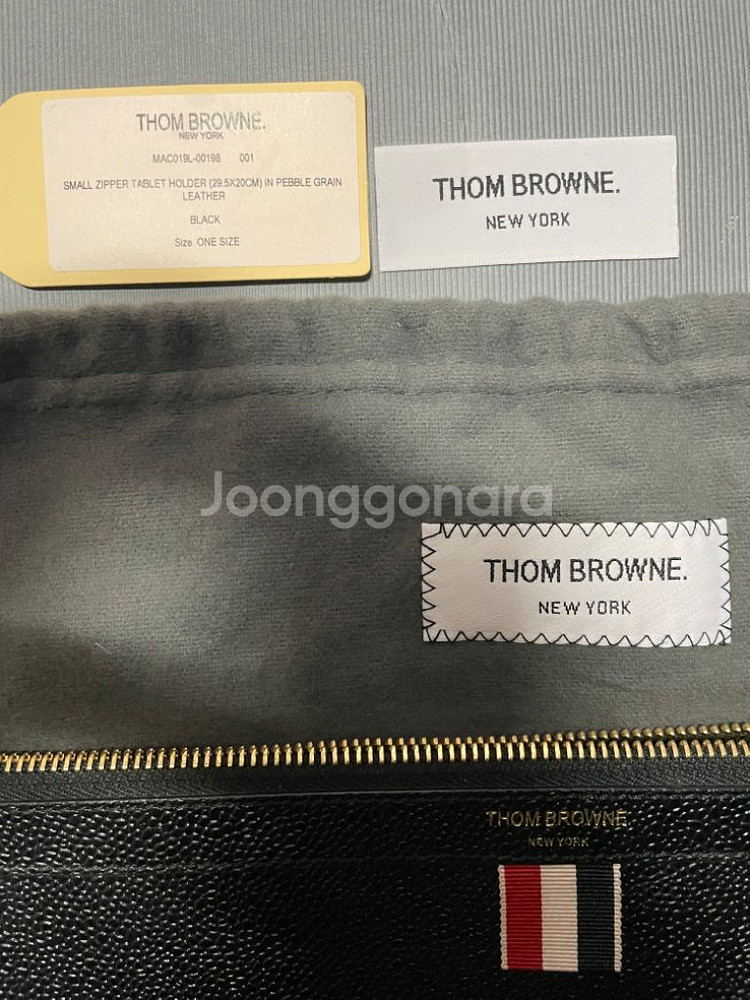 THOM BROWNE.
NEW YORK
MAC019L-00198 001
SMALL ZIPPER TABLET HOLDER (29.5X20CM) IN PEBBLE GRAIN
LEATHER
BLACK
Size ONE SIZE
THOM BROWNE.
NEW YORK
Joonggonara
THOM BROWNE.
NEW YORK
THOM BROWNE
NEW YORK